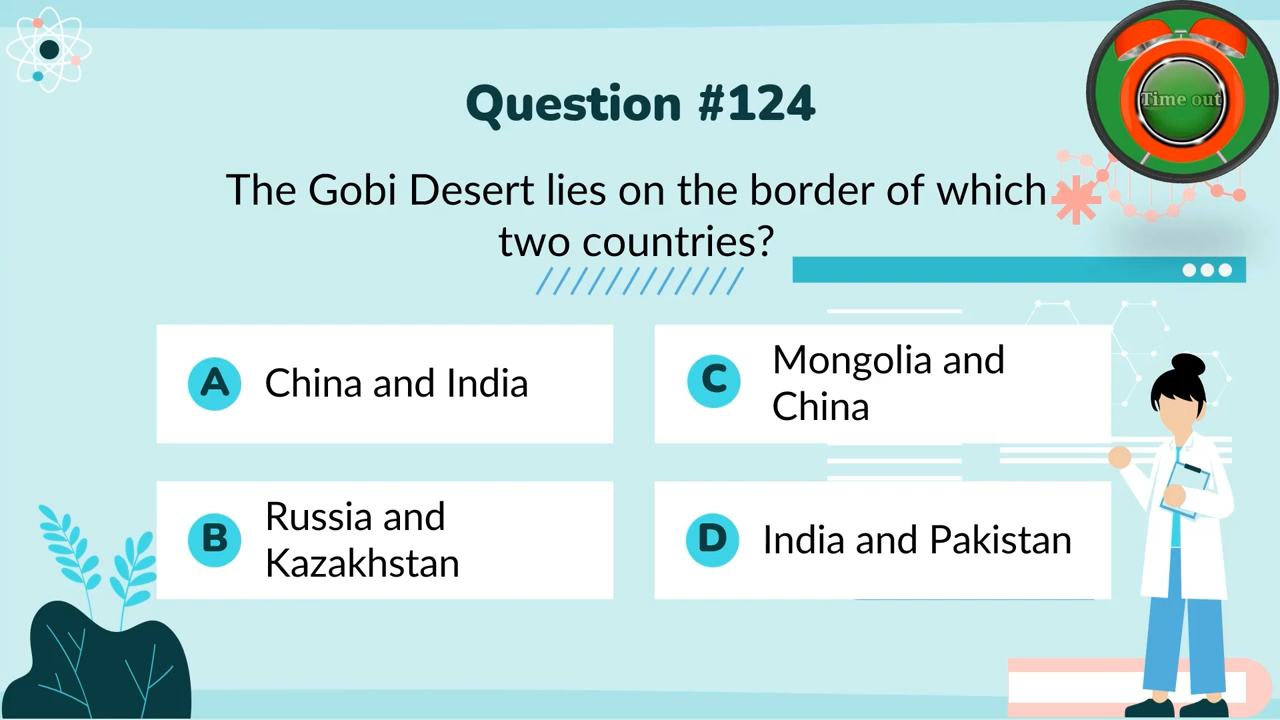 Question #124
Time out
The Gobi Desert lies on the border of which
two countries?
A China and India
B Russia and
Kazakhstan
C Mongolia and
China
D India and Pakistan